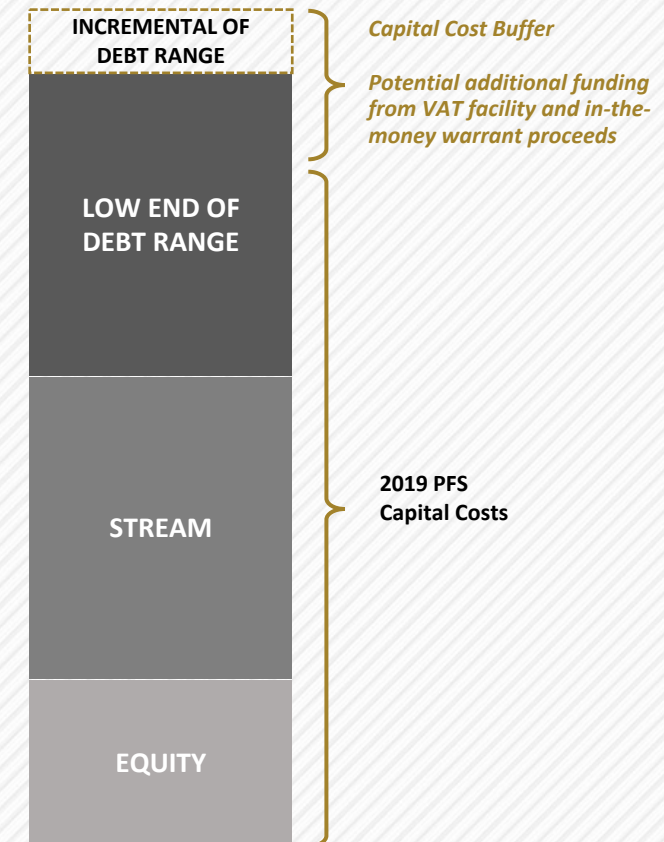 INCREMENTAL OF
DEBT RANGE
Capital Cost Buffer
Potential additional funding
from VAT facility and in-the-
money warrant proceeds
LOW END OF
DEBT RANGE
STREAM
2019 PFS
Capital Costs
EQUITY